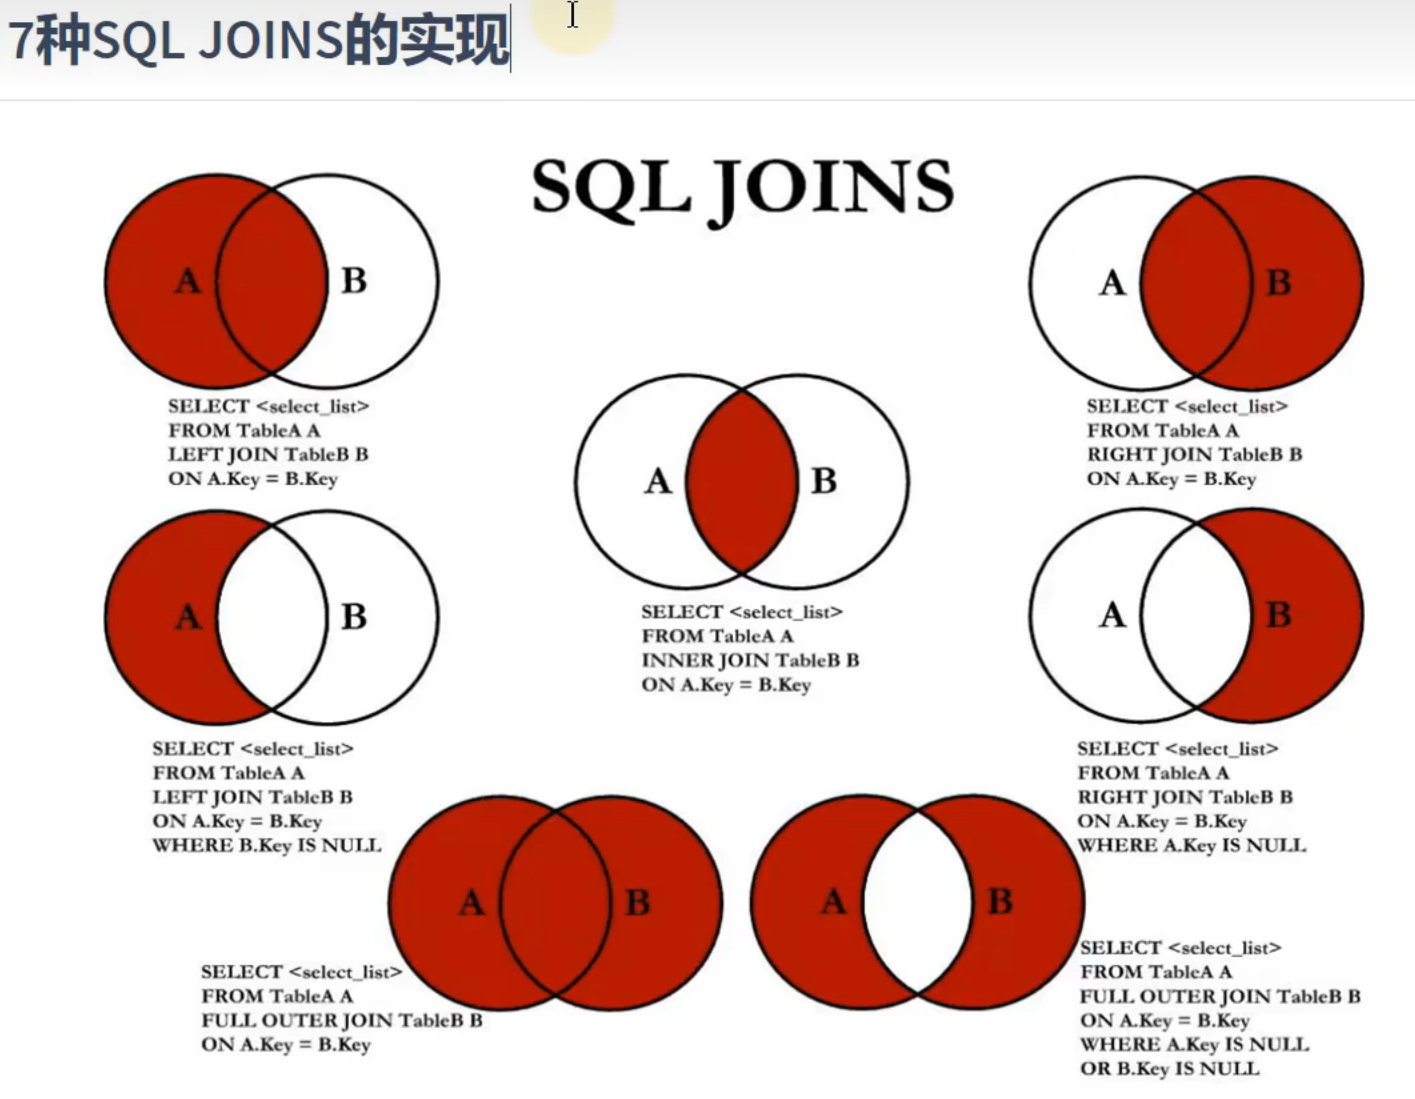 7种SQL JOINS的实现
SQL JOINS
A
B
SELECT <select_list>
FROM TableA A
LEFT JOIN TableB B
ON A.Key = B.Key
A
B
SELECT <select_list>
FROM TableA A
RIGHT JOIN TableB B
ON A.Key = B.Key
A
B
SELECT <select_list>
FROM TableA A
INNER JOIN TableB B
ON A.Key = B.Key
A
B
SELECT <select_list>
FROM TableA A
LEFT JOIN TableB B
ON A.Key = B.Key
WHERE B.Key IS NULL
A
B
SELECT <select_list>
FROM TableA A
RIGHT JOIN TableB B
ON A.Key = B.Key
WHERE A.Key IS NULL
A
B
SELECT <select_list>
FROM TableA A
FULL OUTER JOIN TableB B
ON A.Key = B.Key
A
B
SELECT <select_list>
FROM TableA A
FULL OUTER JOIN TableB B
ON A.Key = B.Key
WHERE A.Key IS NULL
OR B.Key IS NULL